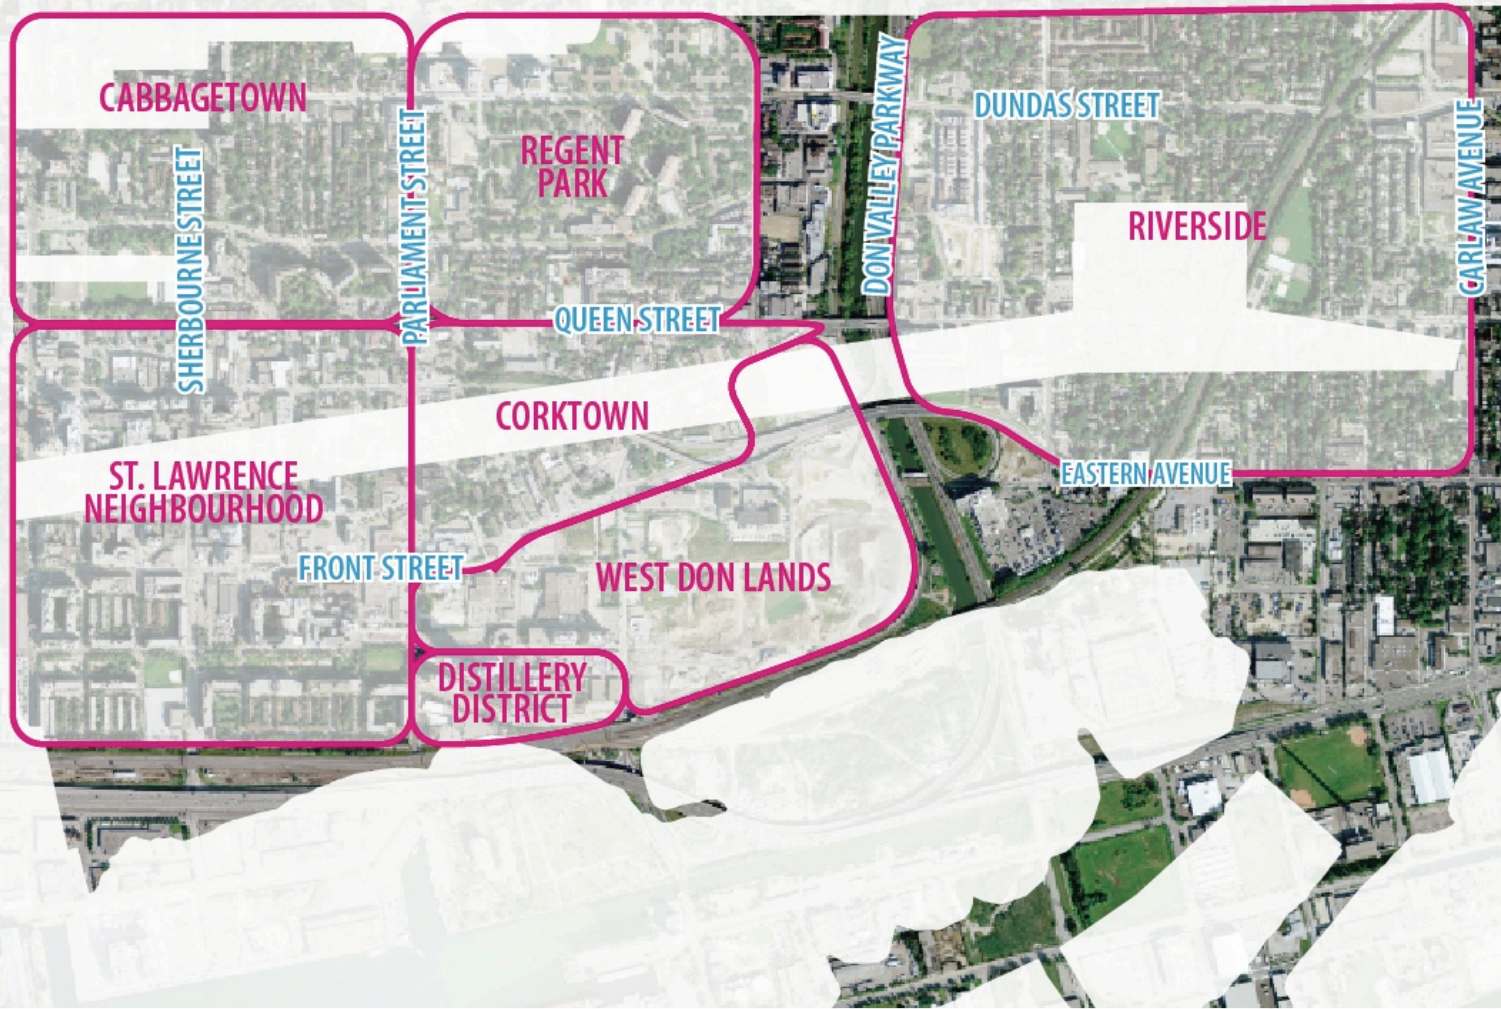 CABBAGETOWN
SHERBOURNE STREET
PARLIAMENT STREET
REGENT
PARK
DON VALLEY PARKWAY
DUNDAS STREET
RIVERSIDE
CARLAW AVENUE
QUEEN STREET
CORKTOWN
ST. LAWRENCE
NEIGHBOURHOOD
EASTERN AVENUE
FRONT STREET
WEST DON LANDS
DISTILLERY
DISTRICT